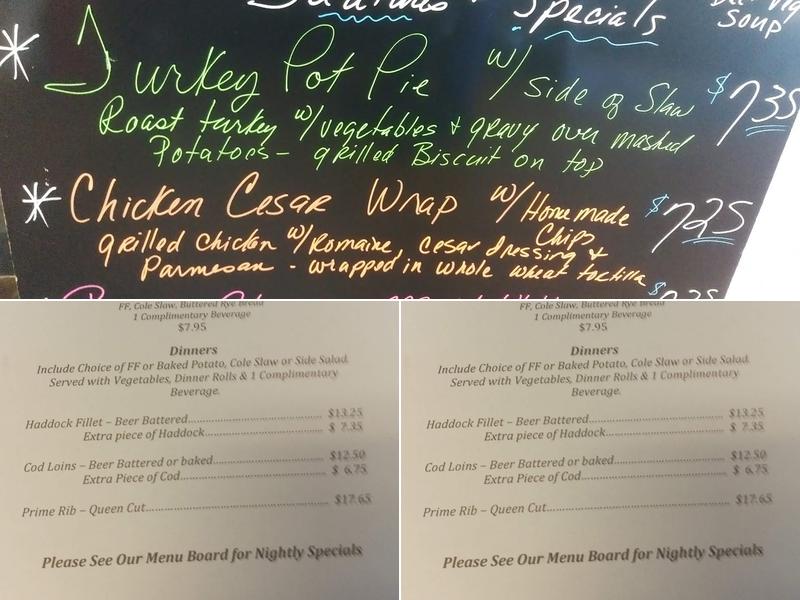 Specials
Soup
* Turkey Pot Pie w/ side of Slaw $7.35
Roast turkey w/ vegetables + gravy over mashed
Potatoes - grilled Biscuit on top
* Chicken Cesar Wrap w/ Homemade Chips $7.25
grilled chicken w/ Romaine, cesar dressing +
Parmesan - wrapped in whole wheat tortilla
FF, Cole Slaw, Buttered Rye Bread
1 Complimentary Beverage
$7.95
Dinners
Include Choice of FF or Baked Potato, Cole Slaw or Side Salad.
Served with Vegetables, Dinner Rolls & 1 Complimentary
Beverage.
Haddock Fillet – Beer Battered $13.25
Extra piece of Haddock $ 7.35
Cod Loins – Beer Battered or baked $12.50
Extra Piece of Cod $ 6.75
Prime Rib – Queen Cut $17.65
Please See Our Menu Board for Nightly Specials
FF, Cole Slaw, Buttered Rye Bread
1 Complimentary Beverage
$7.95
Dinners
Include Choice of FF or Baked Potato, Cole Slaw or Side Salad.
Served with Vegetables, Dinner Rolls & 1 Complimentary
Beverage.
Haddock Fillet – Beer Battered $13.25
Extra piece of Haddock $ 7.35
Cod Loins – Beer Battered or baked $12.50
Extra Piece of Cod $ 6.75
Prime Rib – Queen Cut $17.65
Please See Our Menu Board for Nightly Specials